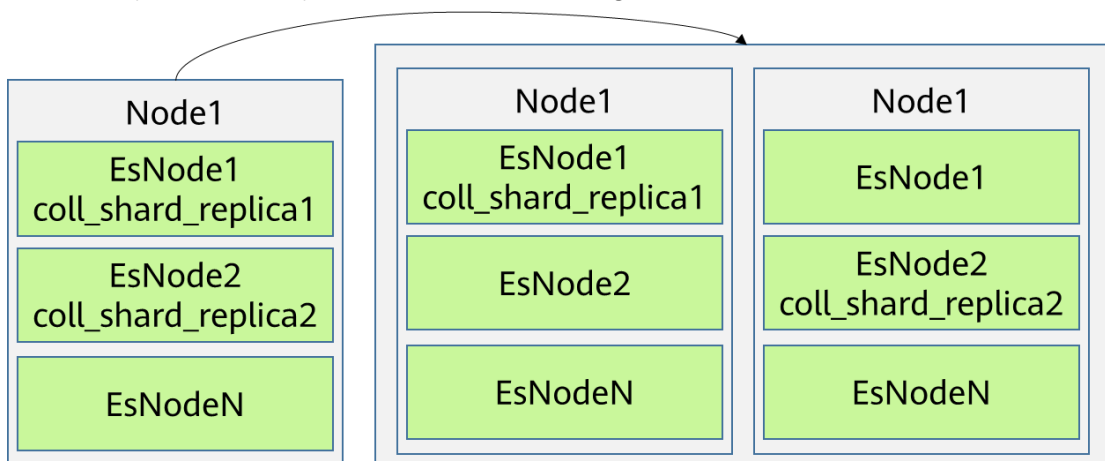 Node1
EsNode1
coll_shard_replica1
EsNode2
coll_shard_replica2
EsNodeN
Node1
EsNode1
coll_shard_replica1
EsNode2
EsNodeN
Node1
EsNode1
EsNode2
coll_shard_replica2
EsNodeN